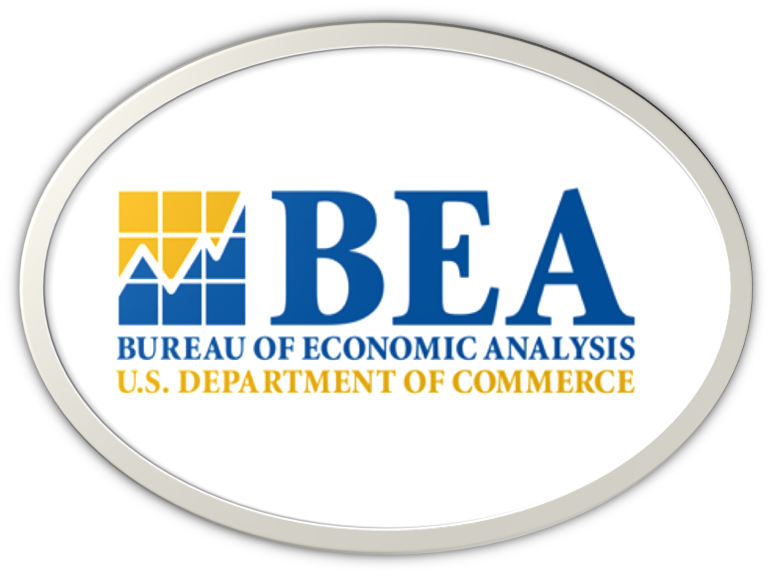 BEA
BUREAU OF ECONOMIC ANALYSIS
U.S. DEPARTMENT OF COMMERCE